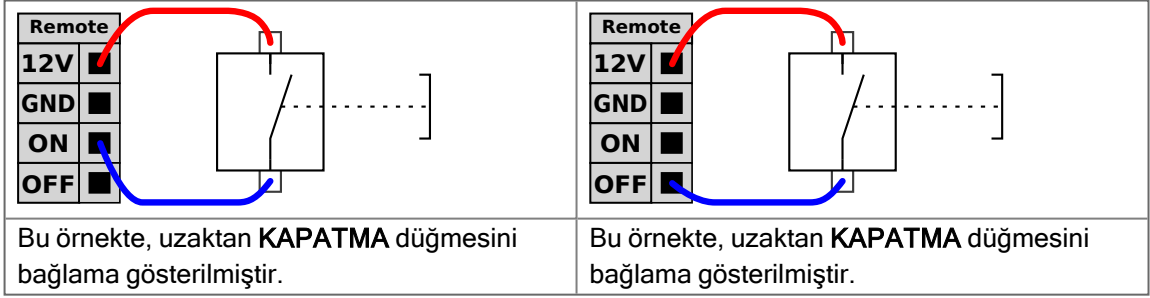 Remote
12V
GND
ON
OFF
Bu örnekte, uzaktan KAPATMA düğmesini
bağlama gösterilmiştir.
Remote
12V
GND
ON
OFF
Bu örnekte, uzaktan KAPATMA düğmesini
bağlama gösterilmiştir.